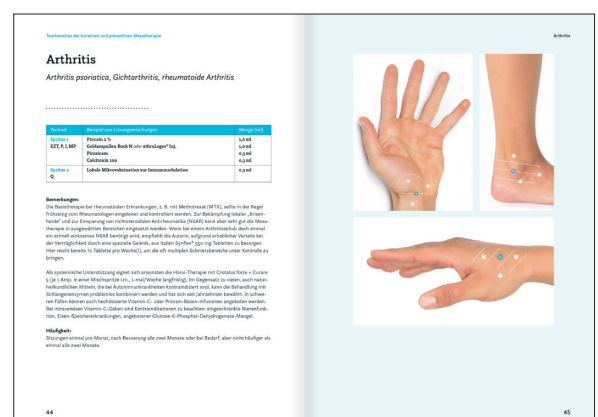 Taschenatlas der kurativen und präventiven Mesotherapie
Arthritis
Arthritis
Arthritis psoriatica, Gichtarthritis, rheumatoide Arthritis
Technik Beispiel von Lösungsmischungen Menge (ml)
Spritze 1 Procain 2 % 1,0 ml
EZT, P, I, MP Goldampullen Rock N oder athruLages® Inj. 1,0 ml
Piroxicam 0,3 ml
Calcitonin 100 0,3 ml
Spritze 2 Lokale Mikrovakzination zur Immunmodulation 0,3 ml
Q
Bemerkungen:
Die Basistherapie bei rheumatoiden Erkrankungen, z. B. mit Methotrexat (MTX), sollte in der Regel
frühzeitig vom Rheumatologen eingeleitet und kontrolliert werden. Zur Bekämpfung lokaler „Krisen-
herde“ und zur Einsparung von nichtsteroidalen Antirheumatika (NSAR) kann aber sehr gut die Meso-
therapie in ausgewählten Bereichen eingesetzt werden. Wenn bei einem Arthritisschub doch einmal
ein schnell wirksames NSAR benötigt wird, empfiehlt die Autorin, aufgrund erheblicher Vorteile bei
der Verträglichkeit durch eine spezielle Galenik, aus Italien Synflex® 550 mg Tabletten zu besorgen.
Hier reicht bereits ½ Tablette pro Woche(!), um die oft multiplen Schmerzbereiche unter Kontrolle zu
bringen.
Als systemische Unterstützung eignet sich ansonsten die Horvi-Therapie mit Crotalus forte + Curare
5 (je 1 Amp. in einer Mischspritze i.m., 1-mal/Woche langfristig). Im Gegensatz zu vielen, auch natur-
heilkundlichen Mitteln, die bei Autoimmunkrankheiten kontraindiziert sind, kann die Behandlung mit
Schlangenenzymen problemlos kombiniert werden und hat sich seit Jahrzehnten bewährt. In schwe-
ren Fällen können auch hochdosierte Vitamin-C- oder Procain-Basen-Infusionen angeboten werden.
Bei intravenösen Vitamin-C-Gaben sind Kontraindikationen zu beachten: eingeschränkte Nierenfunk-
tion, Eisen-Speichererkrankungen, angeborener Glucose-6-Phosphat-Dehydrogenase-Mangel.
Häufigkeit:
Sitzungen einmal pro Monat, nach Besserung alle zwei Monate oder bei Bedarf, aber nicht häufiger als
einmal alle zwei Monate.
44
45